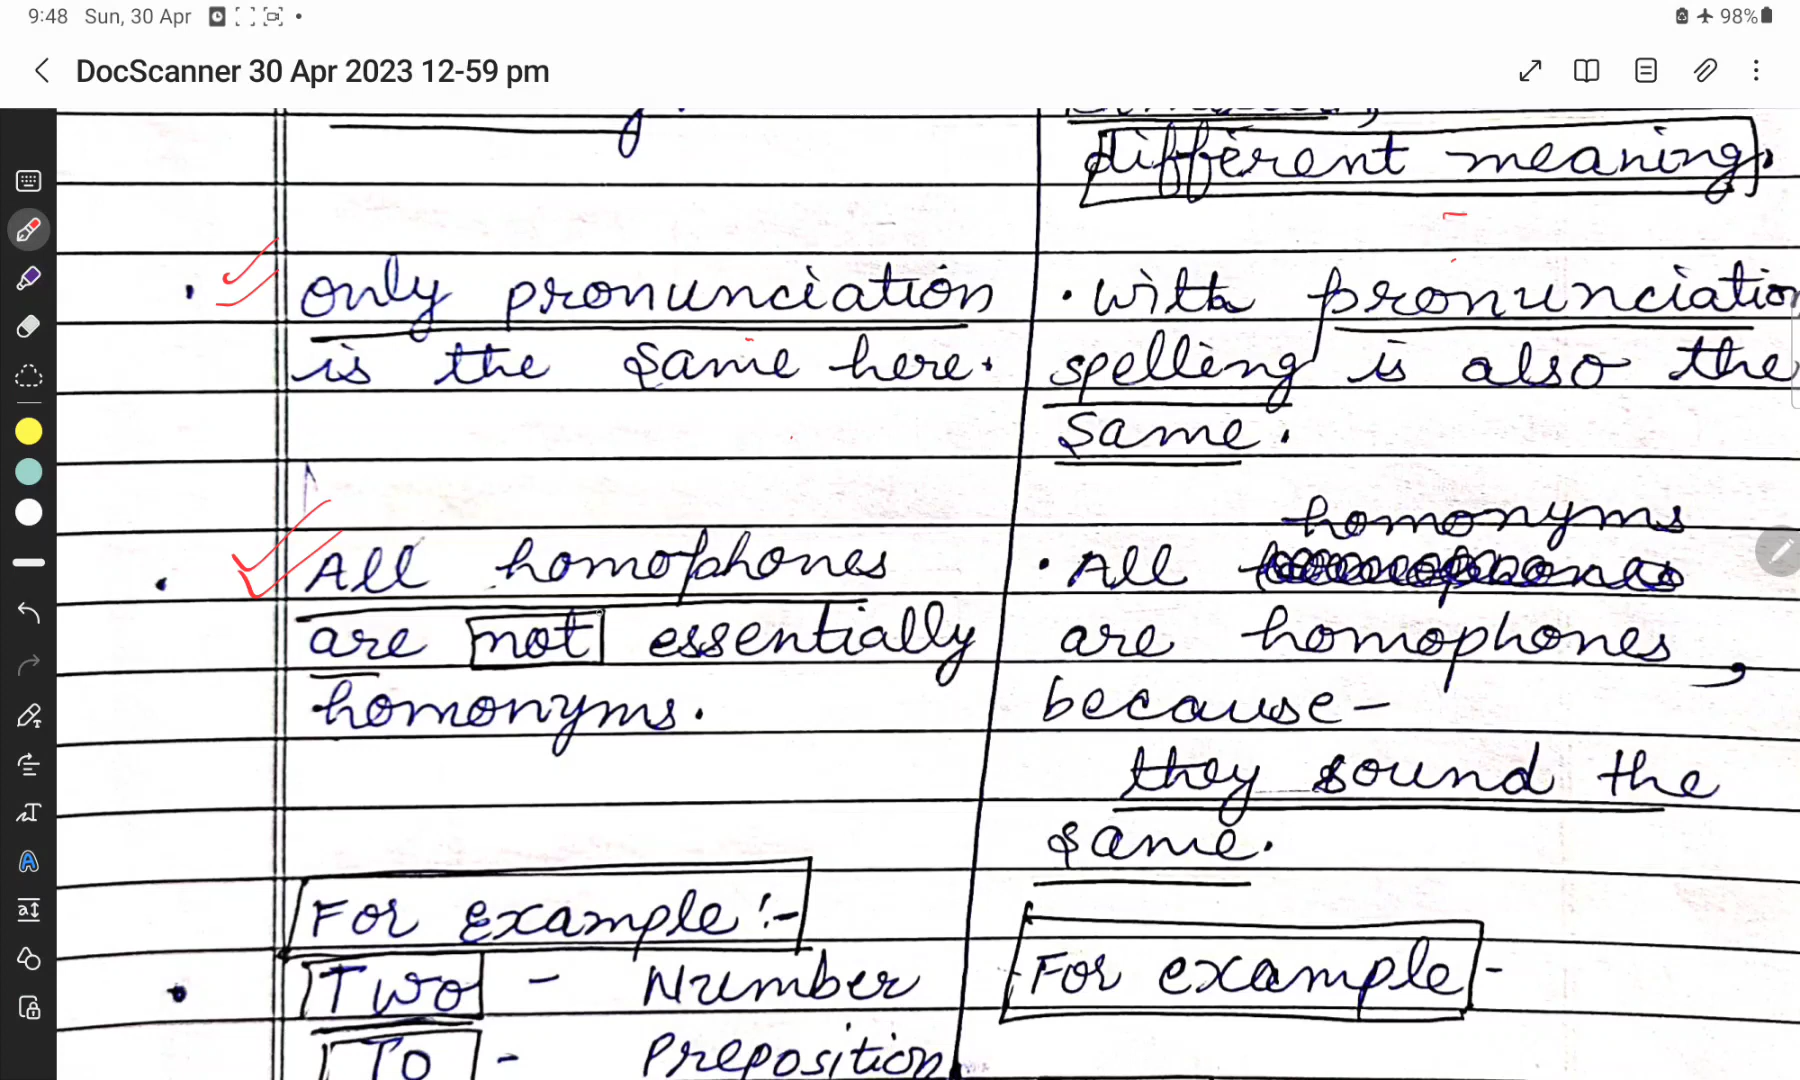 9:48 Sun, 30 Apr
98%
DocScanner 30 Apr 2023 12-59 pm
different meaning.
• only pronunciation
is the same here.
• with pronunciation
spelling is also the
same.
• All homophones
are not essentially
homonyms.
homonyms
• All
are homophones,
because-
they sound the
same.
For example:-
• Two - Number
To - Preposition
For example-